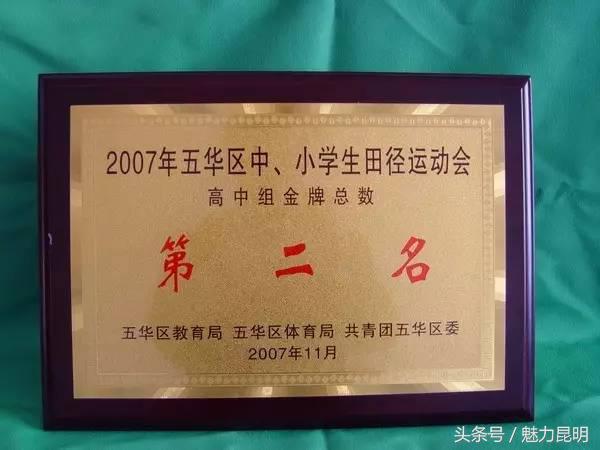 2007年五华区中、小学生田径运动会
高中组金牌总数
第二名
五华区教育局 五华区体育局 共青团五华区委
2007年11月
头条号/魅力昆明